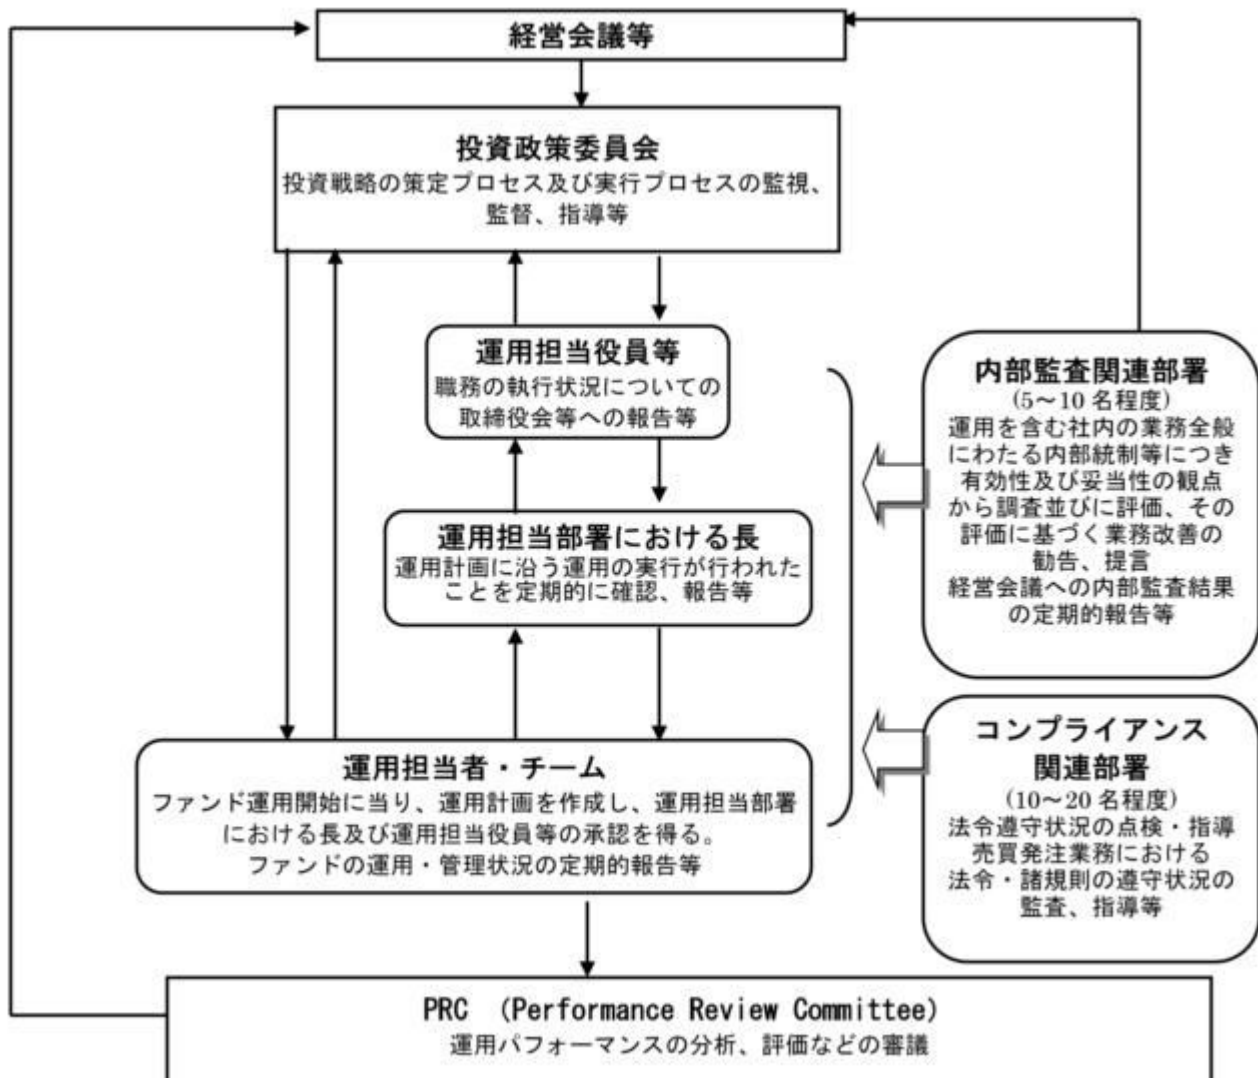 経営会議等
投資政策委員会
投資戦略の策定プロセス及び実行プロセスの監視、
監督、指導等
運用担当役員等
職務の執行状況についての
取締役会等への報告等
運用担当部署における長
運用計画に沿う運用の実行が行われた
ことを定期的に確認、報告等
運用担当者・チーム
ファンド運用開始に当り、運用計画を作成し、運用担当部署
における長及び運用担当役員等の承認を得る。
ファンドの運用・管理状況の定期的報告等
内部監査関連部署
(5～10 名程度)
運用を含む社内の業務全般
にわたる内部統制等につき
有効性及び妥当性の観点
から調査並びに評価、その
評価に基づく業務改善の
勧告、提言
経営会議への内部監査結果
の定期的報告等
コンプライアンス
関連部署
(10～20 名程度)
法令遵守状況の点検・指導
売買発注業務における
法令・諸規則の遵守状況の
監査、指導等
PRC (Performance Review Committee)
運用パフォーマンスの分析、評価などの審議